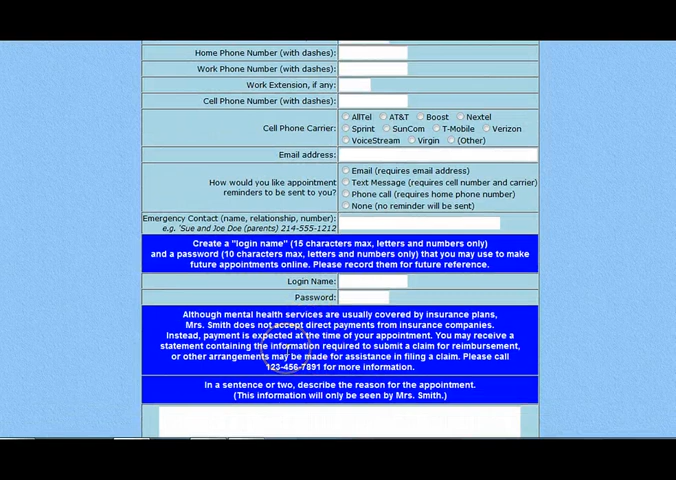 Home Phone Number (with dashes):
Work Phone Number (with dashes):
Work Extension, if any:
Cell Phone Number (with dashes):
Cell Phone Carrier:
AllTel AT&T Boost Nextel
Sprint SunCom T-Mobile Verizon
VoiceStream Virgin (Other)
Email address:
How would you like appointment
reminders to be sent to you?
Email (requires email address)
Text Message (requires cell number and carrier)
Phone call (requires home phone number)
None (no reminder will be sent)
Emergency Contact (name, relationship, number):
e.g. 'Sue and Joe Doe (parents) 214-555-1212
Create a "login name" (15 characters max, letters and numbers only)
and a password (10 characters max, letters and numbers only) that you may use to make
future appointments online. Please record them for future reference.
Login Name:
Password:
Although mental health services are usually covered by insurance plans,
Mrs. Smith does not accept direct payments from insurance companies.
Instead, payment is expected at the time of your appointment. You may receive a
statement containing the information required to submit a claim for reimbursement,
or other arrangements may be made for assistance in filing a claim. Please call
123-456-7891 for more information.
In a sentence or two, describe the reason for the appointment.
(This information will only be seen by Mrs. Smith.)